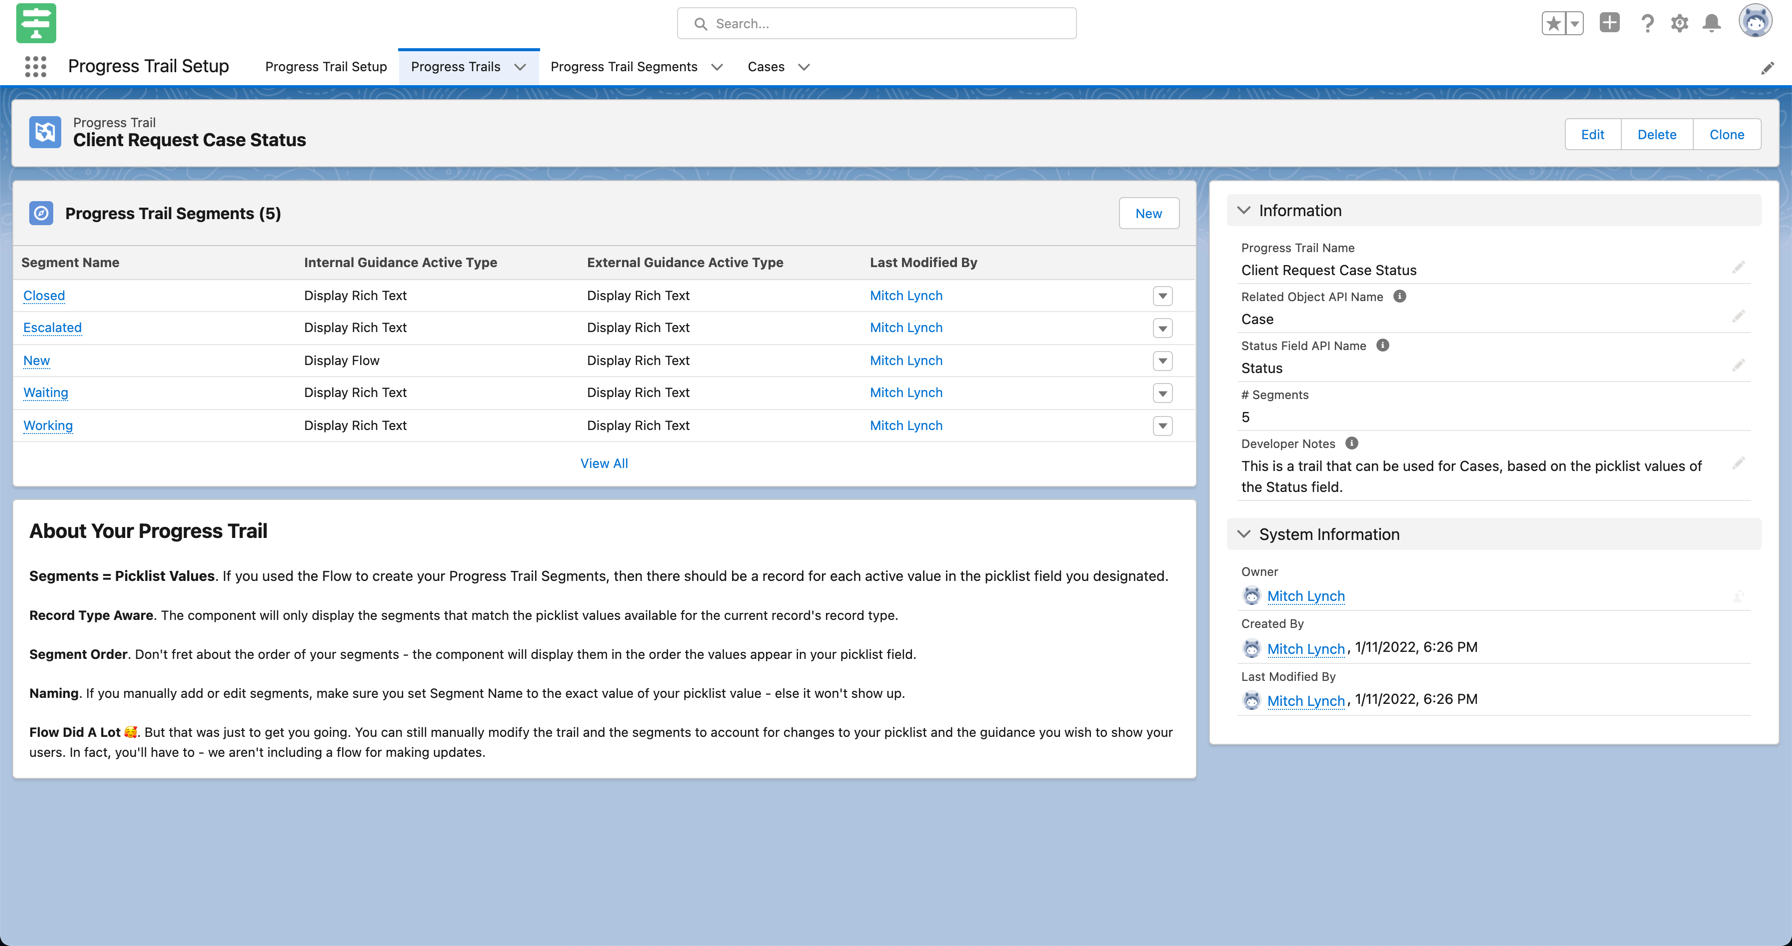 Search...
Progress Trail Setup
Progress Trail Setup
Progress Trails
Progress Trail Segments
Cases
Progress Trail
Client Request Case Status
Edit
Delete
Clone
Progress Trail Segments (5)
New
Segment Name
Internal Guidance Active Type
External Guidance Active Type
Last Modified By
Closed
Display Rich Text
Display Rich Text
Mitch Lynch
Escalated
Display Rich Text
Display Rich Text
Mitch Lynch
New
Display Flow
Display Rich Text
Mitch Lynch
Waiting
Display Rich Text
Display Rich Text
Mitch Lynch
Working
Display Rich Text
Display Rich Text
Mitch Lynch
View All
About Your Progress Trail
Segments = Picklist Values. If you used the Flow to create your Progress Trail Segments, then there should be a record for each active value in the picklist field you designated.
Record Type Aware. The component will only display the segments that match the picklist values available for the current record's record type.
Segment Order. Don't fret about the order of your segments - the component will display them in the order the values appear in your picklist field.
Naming. If you manually add or edit segments, make sure you set Segment Name to the exact value of your picklist value - else it won't show up.
Flow Did A Lot 🥰. But that was just to get you going. You can still manually modify the trail and the segments to account for changes to your picklist and the guidance you wish to show your
users. In fact, you'll have to - we aren't including a flow for making updates.
Information
Progress Trail Name
Client Request Case Status
Related Object API Name
Case
Status Field API Name
Status
# Segments
5
Developer Notes
This is a trail that can be used for Cases, based on the picklist values of
the Status field.
System Information
Owner
Mitch Lynch
Created By
Mitch Lynch, 1/11/2022, 6:26 PM
Last Modified By
Mitch Lynch, 1/11/2022, 6:26 PM